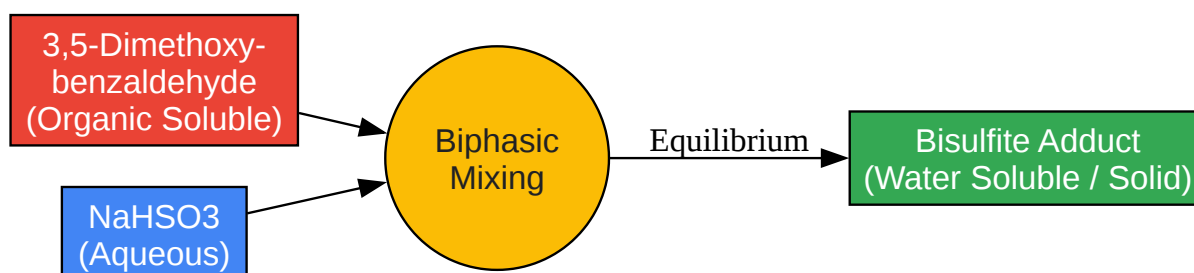 3,5-Dimethoxy-
benzaldehyde
(Organic Soluble)
NaHSO3
(Aqueous)
Biphasic
Mixing
Equilibrium
Bisulfite Adduct
(Water Soluble / Solid)